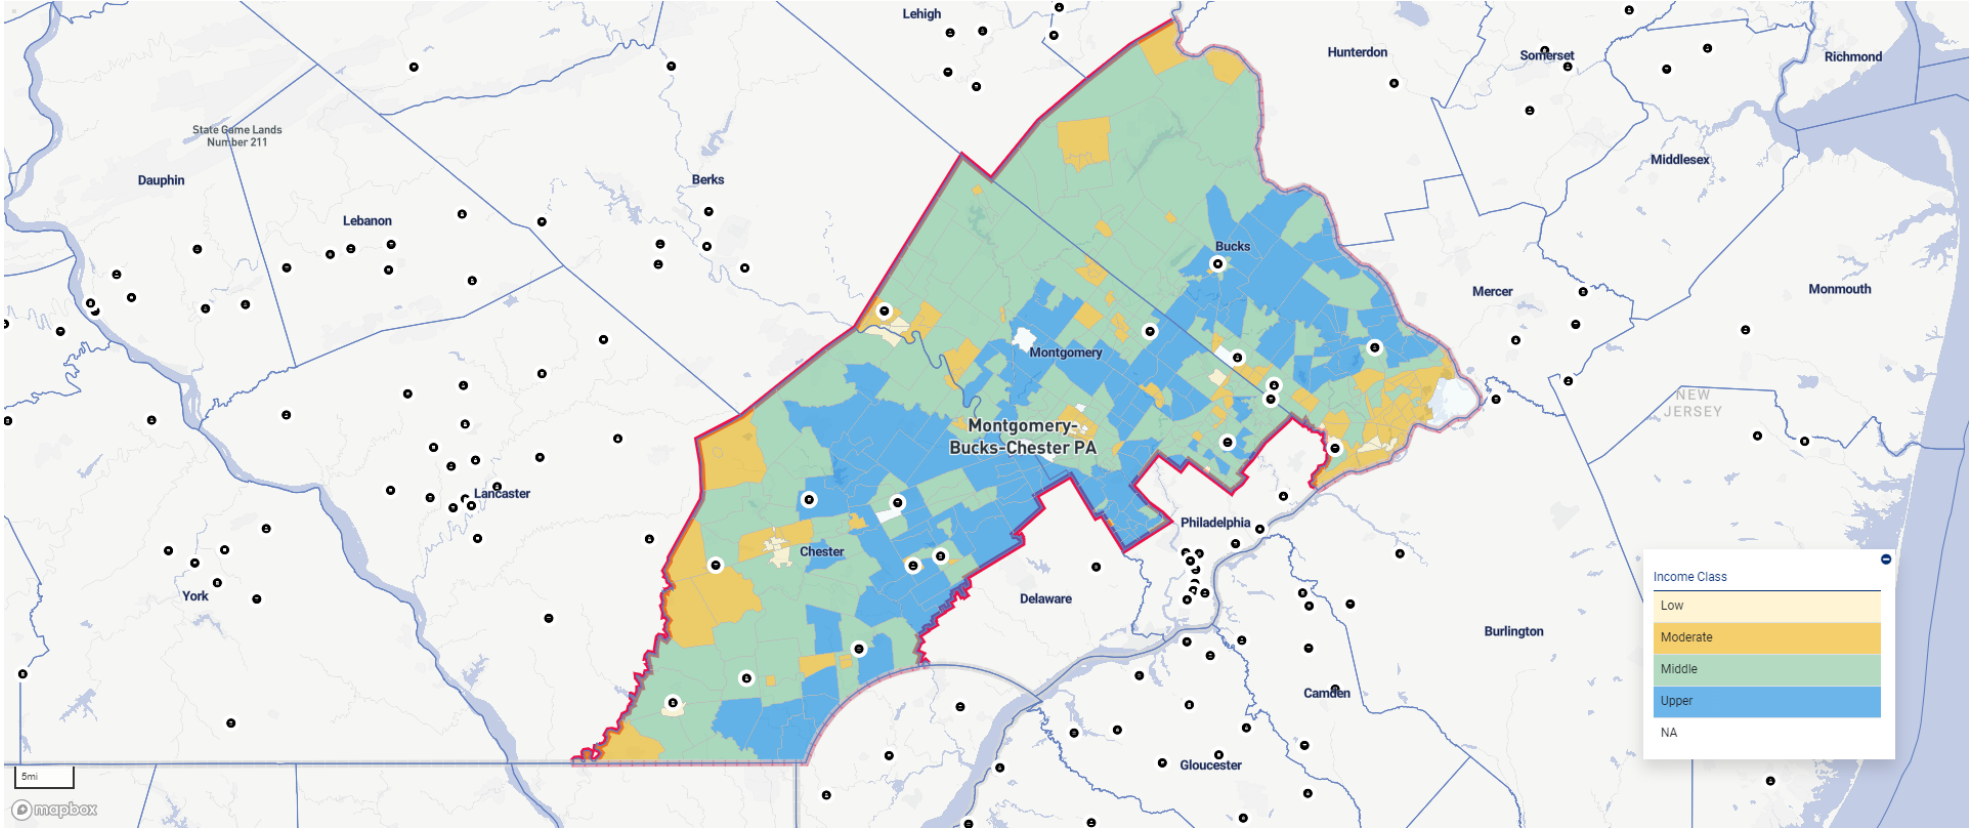 Lehigh
Hunterdon
Somerset
Richmond
State Game Lands
Number 211
Middlesex
Dauphin
Berks
Lebanon
Bucks
Mercer
Monmouth
Montgomery
NEW
JERSEY
Montgomery-
Bucks-Chester PA
Lancaster
Philadelphia
Chester
York
Delaware
Burlington
Camden
Gloucester
Income Class
Low
Moderate
Middle
Upper
NA
5mi
mapbox